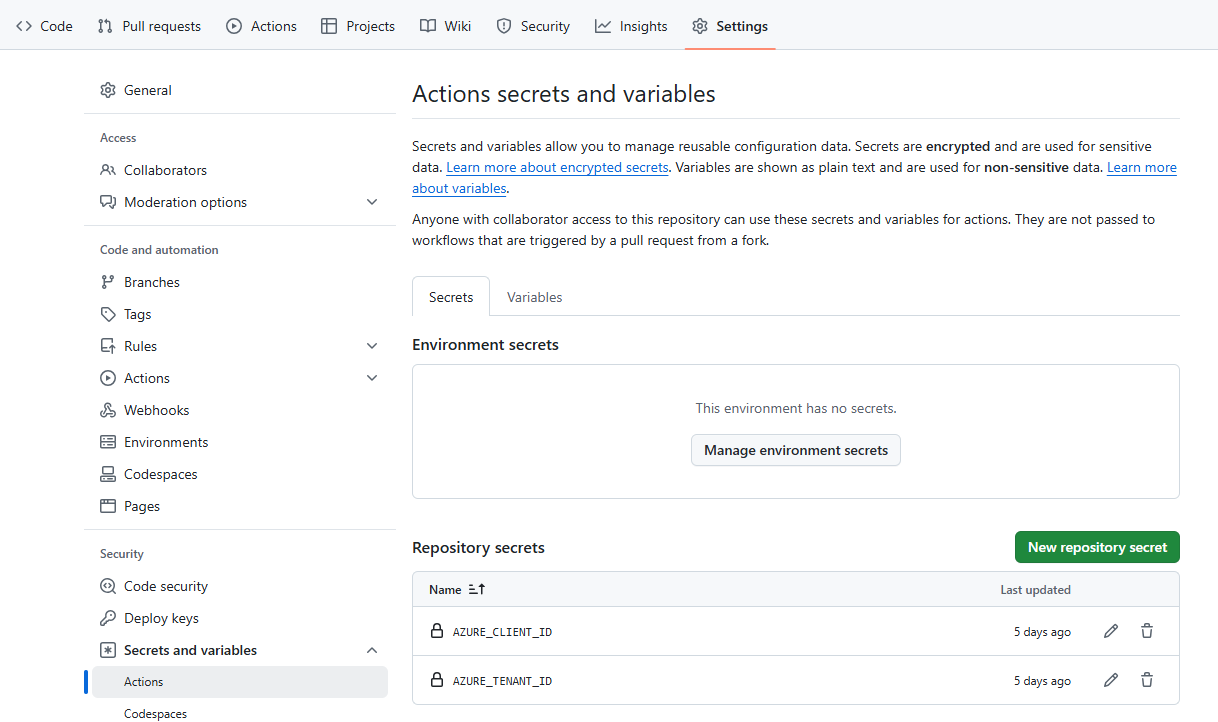 Code Pull requests Actions Projects Wiki Security Insights Settings
General
Access
Collaborators
Moderation options
Code and automation
Branches
Tags
Rules
Actions
Webhooks
Environments
Codespaces
Pages
Security
Code security
Deploy keys
Secrets and variables
Actions
Codespaces
Actions secrets and variables
Secrets and variables allow you to manage reusable configuration data. Secrets are encrypted and are used for sensitive
data. Learn more about encrypted secrets. Variables are shown as plain text and are used for non-sensitive data. Learn more
about variables.
Anyone with collaborator access to this repository can use these secrets and variables for actions. They are not passed to
workflows that are triggered by a pull request from a fork.
Secrets Variables
Environment secrets
This environment has no secrets.
Manage environment secrets
Repository secrets New repository secret
Name Last updated
AZURE_CLIENT_ID 5 days ago
AZURE_TENANT_ID 5 days ago